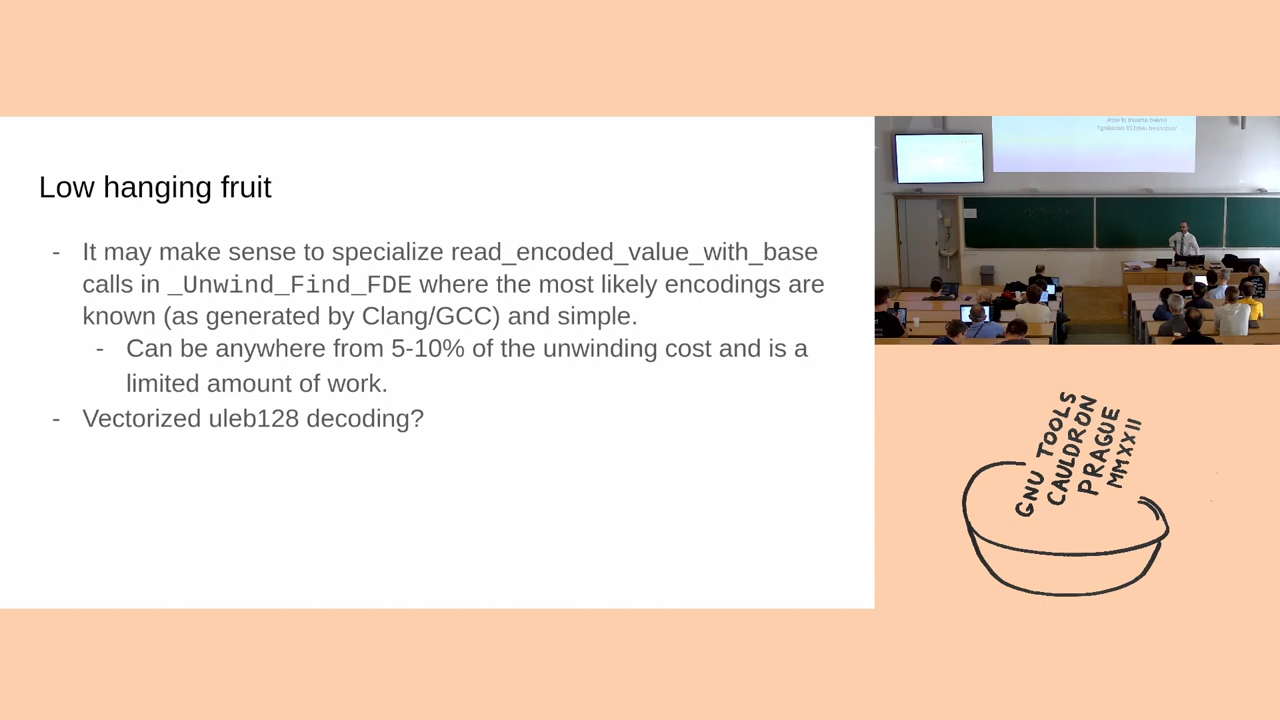 Low hanging fruit
- It may make sense to specialize read_encoded_value_with_base
calls in _Unwind_Find_FDE where the most likely encodings are
known (as generated by Clang/GCC) and simple.
- Can be anywhere from 5-10% of the unwinding cost and is a
limited amount of work.
- Vectorized uleb128 decoding?
GNU TOOLS
CAULDRON
PRAGUE
MMXXII